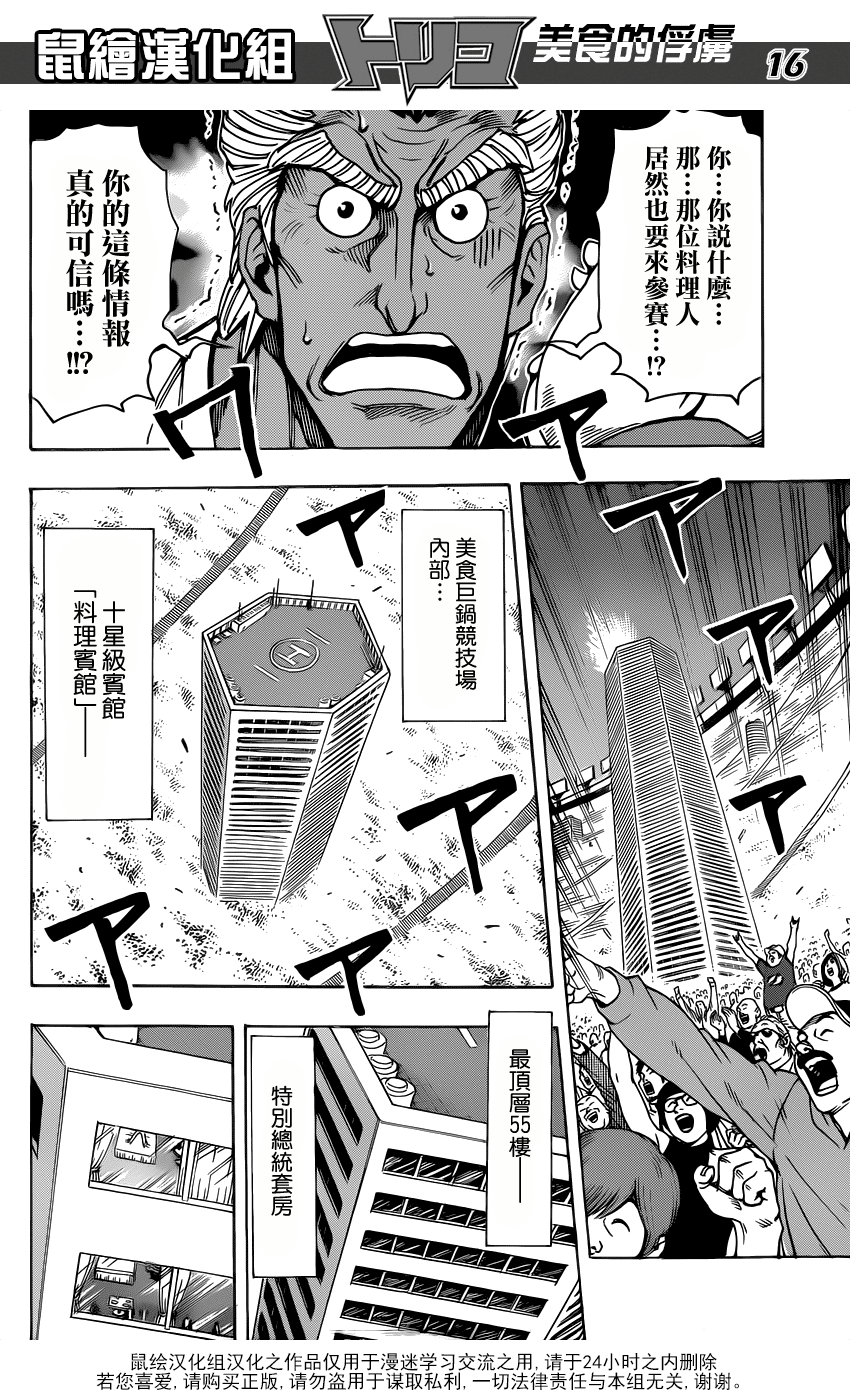 鼠繪漢化組
トリコ
美食的俘虜
16
你…你説什麼…
那…那位料理人
居然也要來參賽…!?
你的這條情報
真的可信嗎…!!?
ワ
ア
ア
ア
ア
美食巨鍋競技場
內部…
ア
十星級賓館
「料理賓館」——
ア
ア
ア
最頂層55樓——
特別總統套房
鼠绘汉化组汉化之作品仅用于漫迷学习交流之用, 请于24小时之内删除
若您喜爱, 请购买正版, 请勿盗用于谋取私利, 一切法律责任与本组无关, 谢谢。